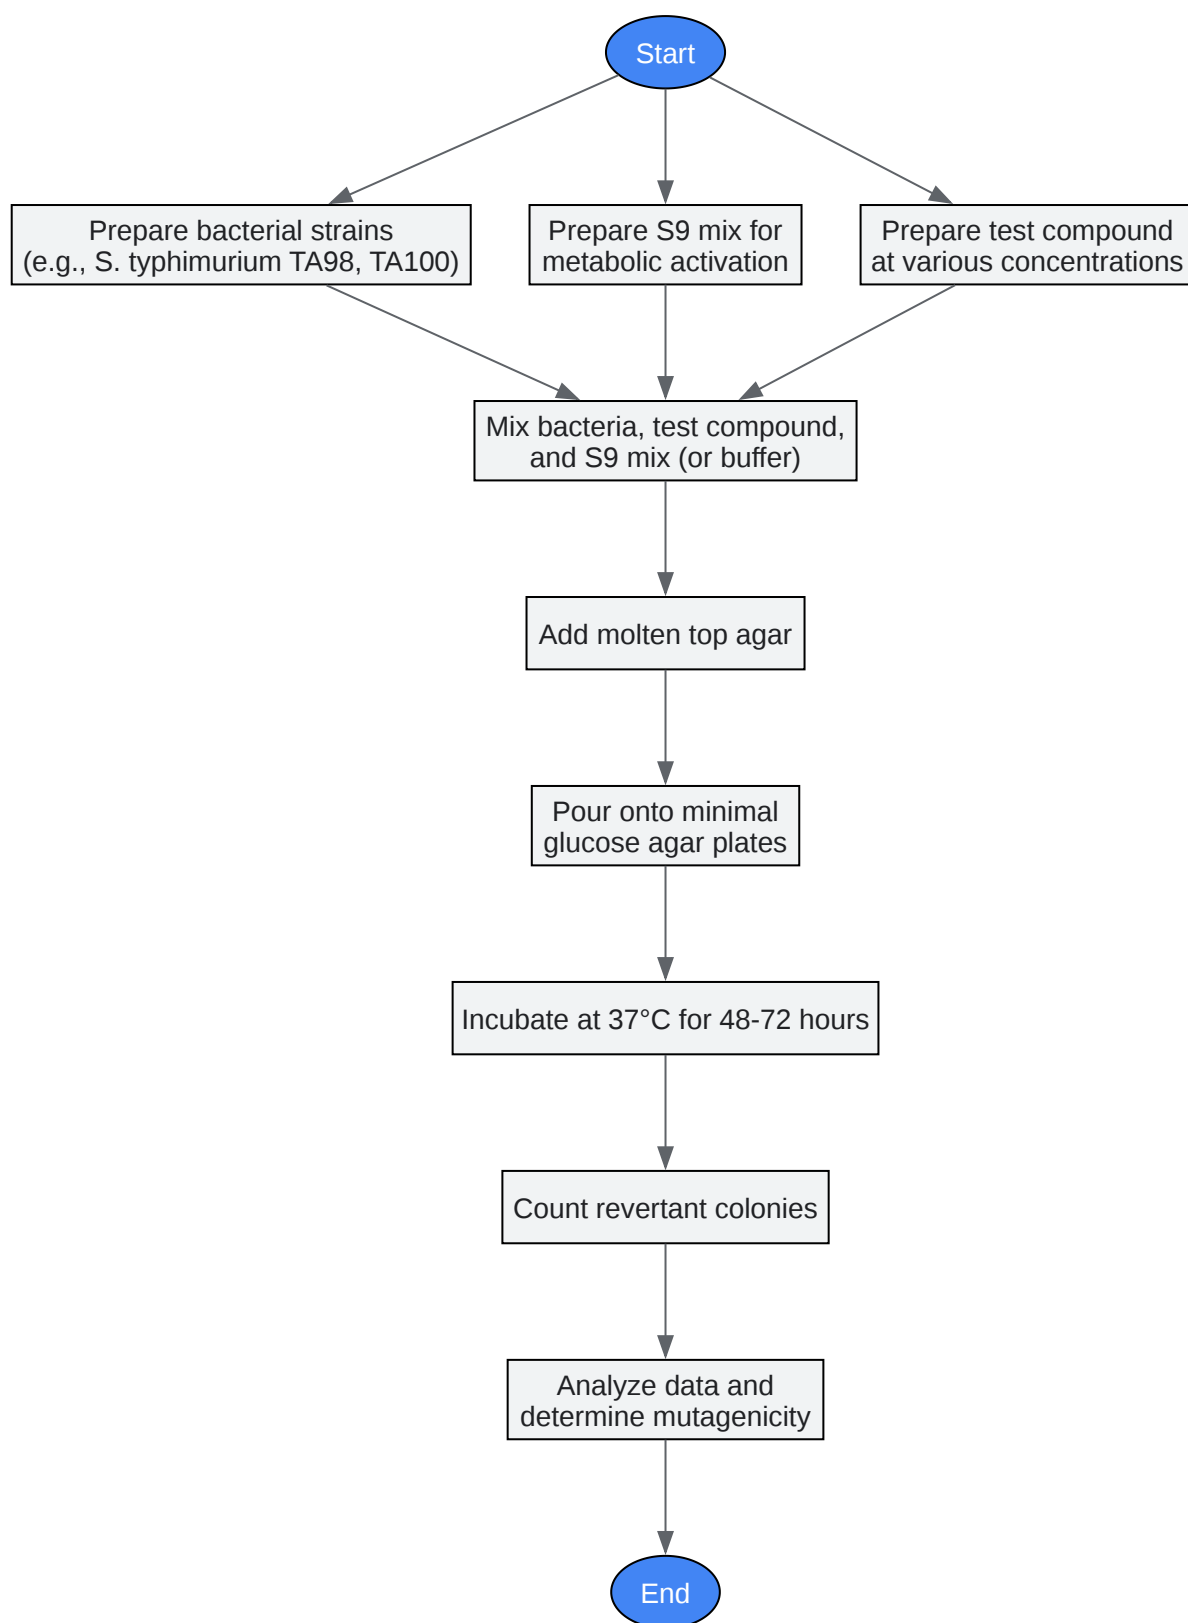 Start
Prepare bacterial strains
(e.g., S. typhimurium TA98, TA100)
Prepare S9 mix for
metabolic activation
Prepare test compound
at various concentrations
Mix bacteria, test compound,
and S9 mix (or buffer)
Add molten top agar
Pour onto minimal
glucose agar plates
Incubate at 37°C for 48-72 hours
Count revertant colonies
Analyze data and
determine mutagenicity
End